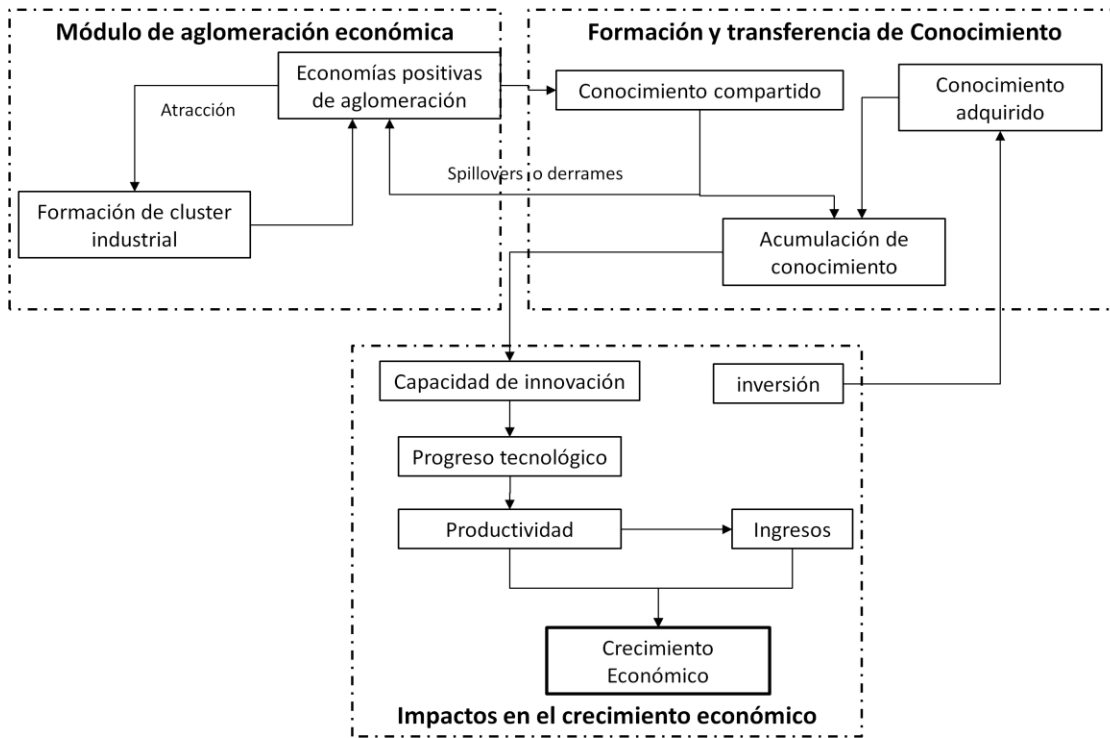 Módulo de aglomeración económica
Economías positivas
de aglomeración
Atracción
Formación de cluster
industrial
Formación y transferencia de Conocimiento
Conocimiento compartido
Conocimiento
adquirido
Spillovers o derrames
Acumulación de
conocimiento
Capacidad de innovación
inversión
Progreso tecnológico
Productividad
Ingresos
Crecimiento
Económico
Impactos en el crecimiento económico